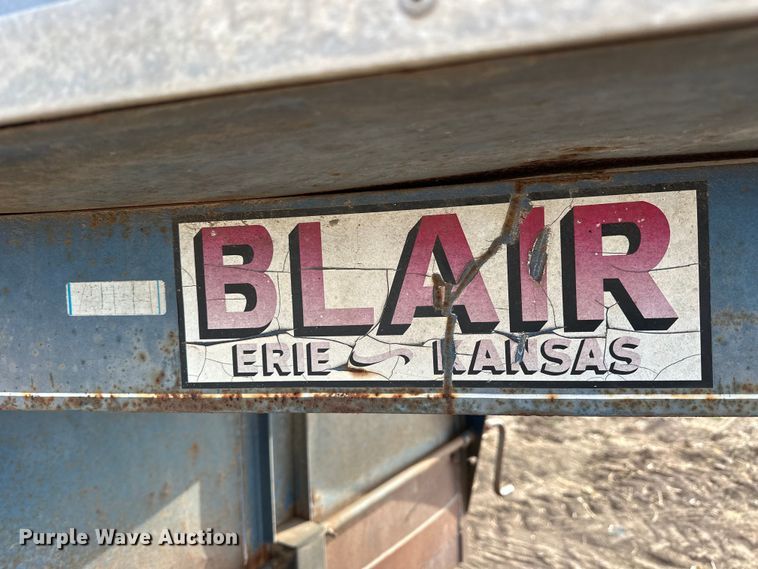 BLAIR
ERIE KANSAS
Purple Wave Auction